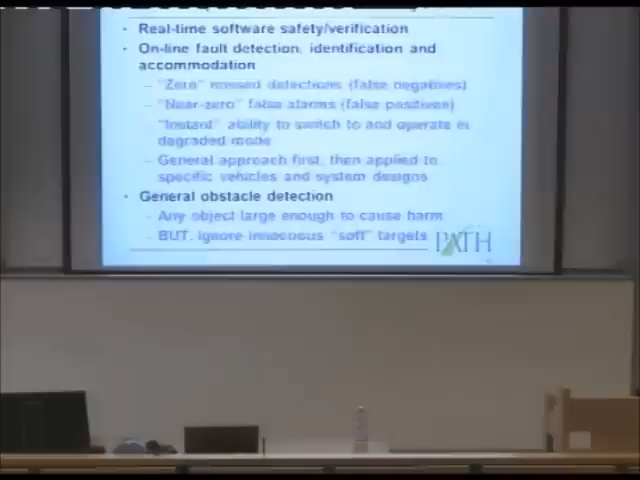 • Real-time software safety/verification
• On-line fault detection, identification and
accommodation
– "Zero" missed detections (false negatives)
– "Near-zero" false alarms (false positives)
– "Instant" ability to switch to and operate in
degraded mode
– General approach first, then applied to
specific vehicles and system designs
• General obstacle detection
– Any object large enough to cause harm
– BUT, ignore innocuous "soft" targets
PATH